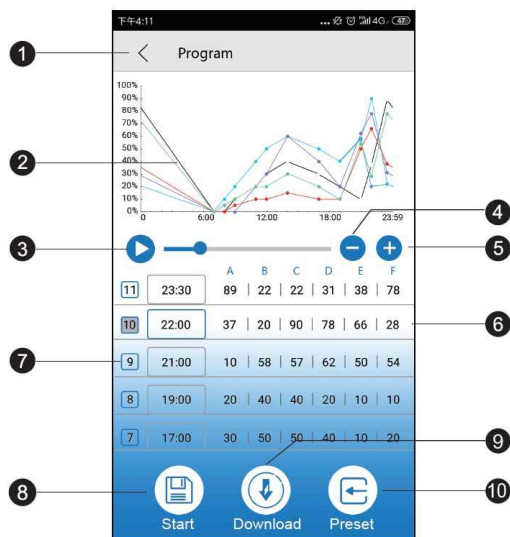 下午4:11 ... 4G 47
1 Program
100%
90%
80%
70%
60%
50%
40%
30%
20%
10%
0%
0 6:00 12:00 18:00 23:59
2
3
4
5
A B C D E F
11 23:30 89 | 22 | 22 | 31 | 38 | 78
10 22:00 37 | 20 | 90 | 78 | 66 | 28 6
7 9 21:00 10 | 58 | 57 | 62 | 50 | 54
8 19:00 20 | 40 | 40 | 20 | 10 | 10
7 17:00 30 | 50 | 50 | 40 | 10 | 20
9
8 10
Start Download Preset